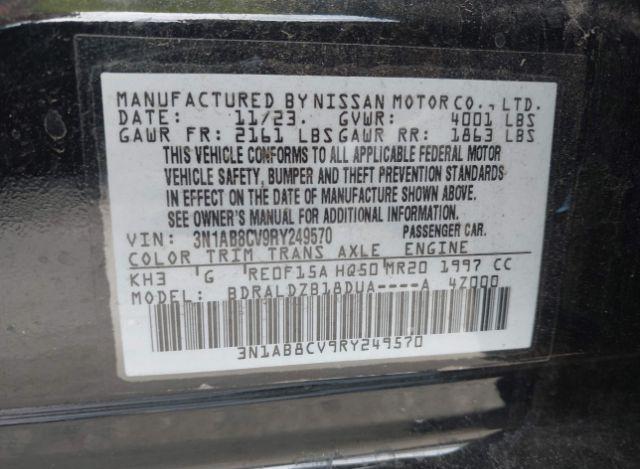 MANUFACTURED BY NISSAN MOTOR CO., LTD.
DATE: 11/23. GVWR: 4001 LBS
GAWR FR: 2161 LBS GAWR RR: 1863 LBS
THIS VEHICLE CONFORMS TO ALL APPLICABLE FEDERAL MOTOR
VEHICLE SAFETY, BUMPER AND THEFT PREVENTION STANDARDS
IN EFFECT ON THE DATE OF MANUFACTURE SHOWN ABOVE.
SEE OWNER'S MANUAL FOR ADDITIONAL INFORMATION.
VIN: 3N1AB8CV9RY249570 PASSENGER CAR.
COLOR TRIM TRANS AXLE ENGINE
KH3 G RE0F15A HQ50 MR20 1997 CC
MODEL: BDRALDZB18DUA----A 4Z000
3N1AB8CV9RY249570